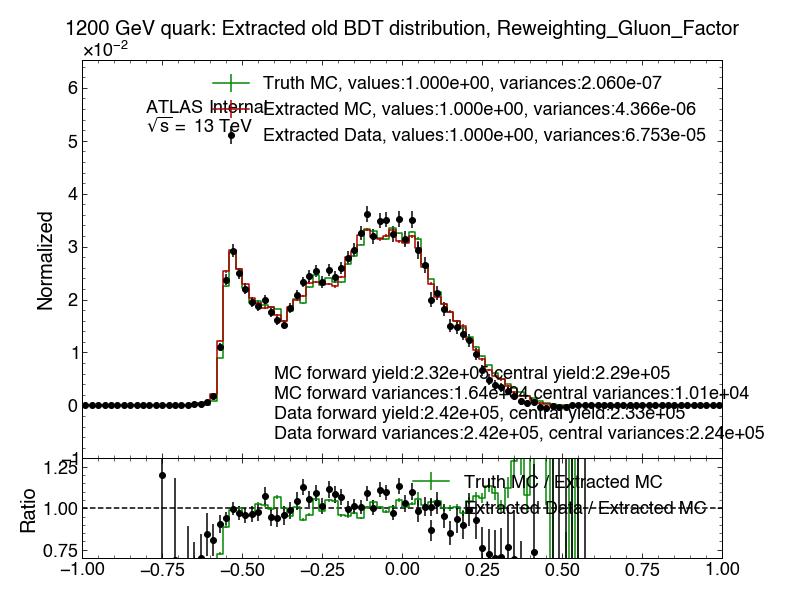 1200 GeV quark: Extracted old BDT distribution, Reweighting_Gluon_Factor
×10⁻²
Truth MC, values:1.000e+00, variances:2.060e-07
ATLAS Internal
Extracted MC, values:1.000e+00, variances:4.366e-06
√s = 13 TeV
Extracted Data, values:1.000e+00, variances:6.753e-05
Normalized
6
5
4
3
2
1
0
−1
MC forward yield:2.32e+05, central yield:2.29e+05
MC forward variances:1.64e+04, central variances:1.01e+04
Data forward yield:2.42e+05, central yield:2.33e+05
Data forward variances:2.42e+05, central variances:2.24e+05
Ratio
1.25
1.00
0.75
Truth MC / Extracted MC
Extracted Data / Extracted MC
−1.00 −0.75 −0.50 −0.25 0.00 0.25 0.50 0.75 1.00